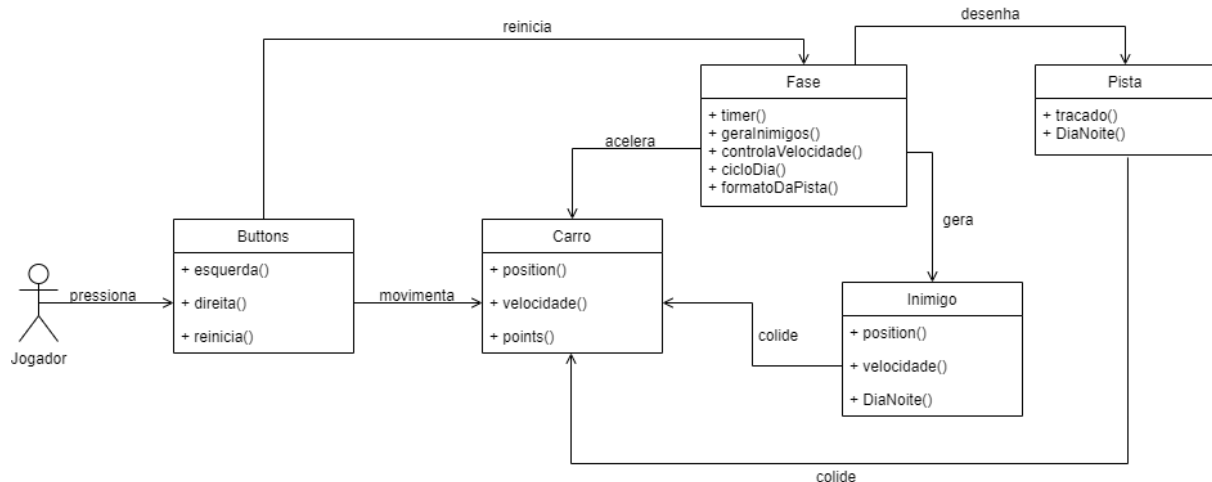 desenha
reinicia
Fase
+ timer()
+ geraInimigos()
+ controlaVelocidade()
+ cicloDia()
+ formatoDaPista()
Pista
+ tracado()
+ DiaNoite()
acelera
gera
Buttons
+ esquerda()
+ direita()
+ reinicia()
Carro
+ position()
+ velocidade()
+ points()
pressiona
movimenta
Jogador
Inimigo
+ position()
+ velocidade()
+ DiaNoite()
colide
colide